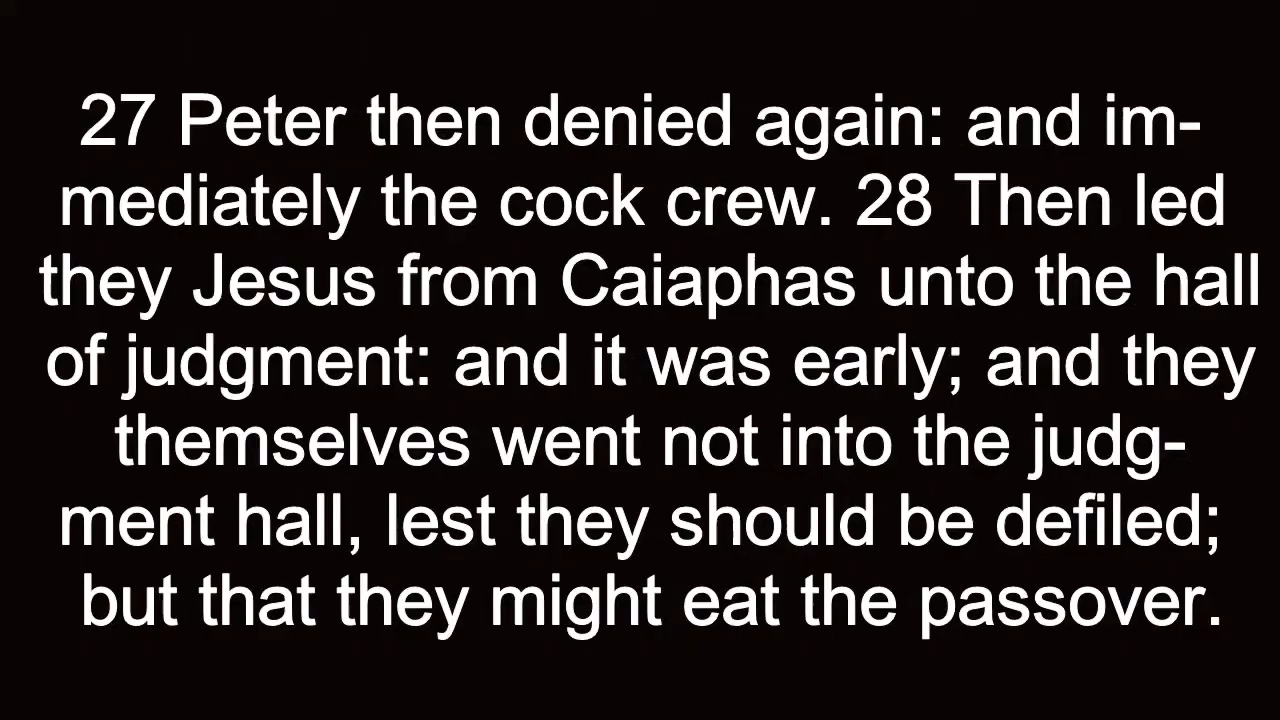 27 Peter then denied again: and im-
mediately the cock crew. 28 Then led
they Jesus from Caiaphas unto the hall
of judgment: and it was early; and they
themselves went not into the judg-
ment hall, lest they should be defiled;
but that they might eat the passover.